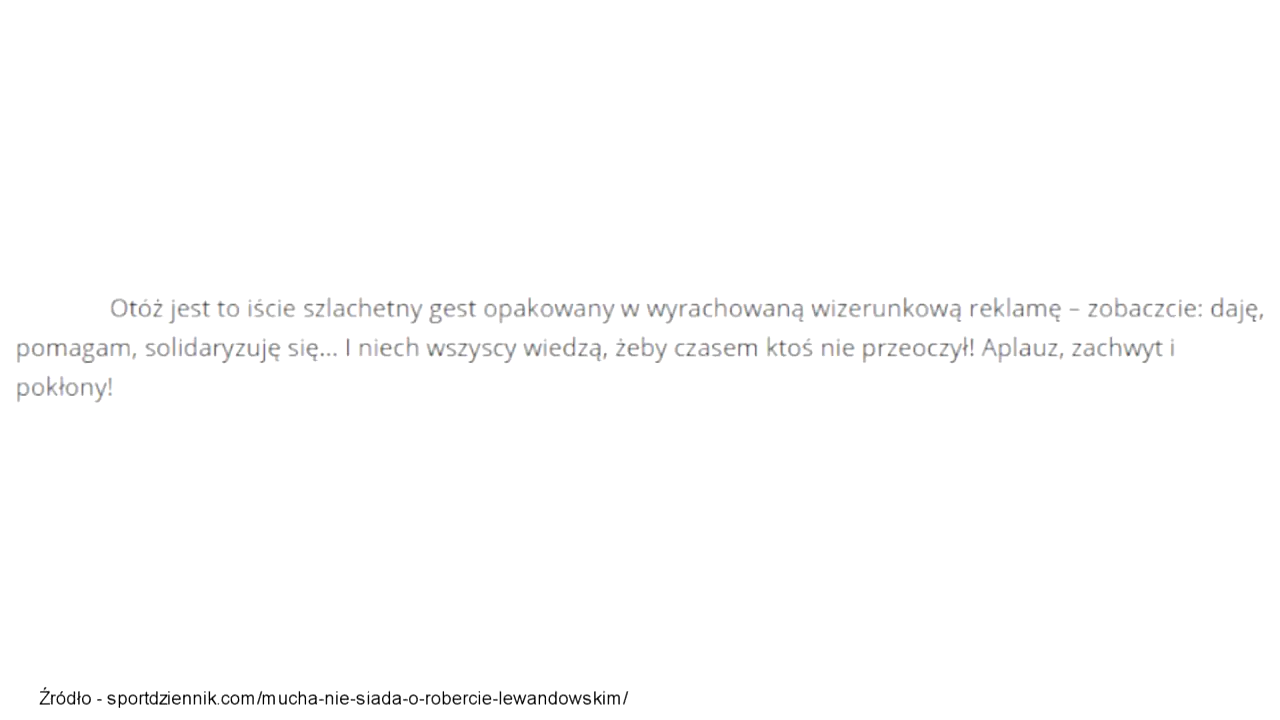 Otóż jest to iście szlachetny gest opakowany w wyrachowaną wizerunkową reklamę – zobaczcie: daję,
pomagam, solidaryzuję się... I niech wszyscy wiedzą, żeby czasem ktoś nie przeoczył! Aplauz, zachwyt i
pokłony!
Źródło - sportdziennik.com/mucha-nie-siada-o-robercie-lewandowskim/